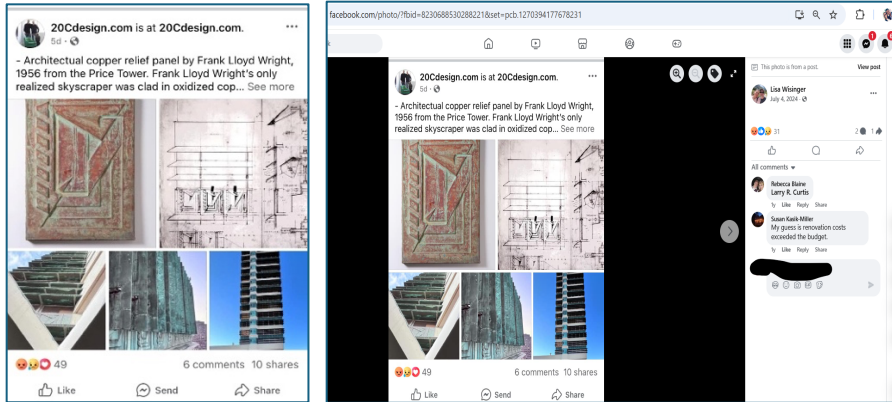 20Cdesign.com is at 20Cdesign.com.
5d
- Architectual copper relief panel by Frank Lloyd Wright,
1956 from the Price Tower. Frank Lloyd Wright's only
realized skyscraper was clad in oxidized cop... See more
49
6 comments 10 shares
Like
Send
Share
facebook.com/photo/?fbid=8230688530288221&set=pcb.1270394177678231
20Cdesign.com is at 20Cdesign.com.
5d
- Architectual copper relief panel by Frank Lloyd Wright,
1956 from the Price Tower. Frank Lloyd Wright's only
realized skyscraper was clad in oxidized cop... See more
49
6 comments 10 shares
Like
Send
Share
This photo is from a post.
View post
Lisa Wisinger
July 4, 2024
31
2
1
All comments
Rebecca Blaine
Larry R. Curtis
1y Like Reply Share
Susan Kasik-Miller
My guess is renovation costs
exceeded the budget.
1y Like Reply Share